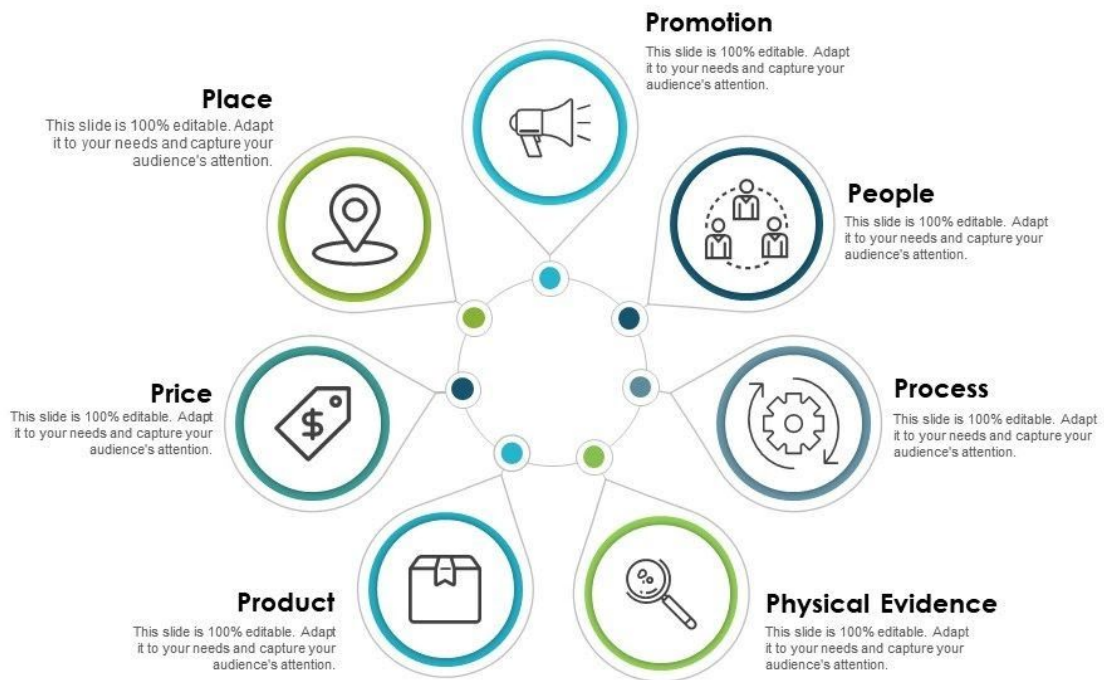 Promotion
This slide is 100% editable. Adapt
it to your needs and capture your
audience's attention.
Place
This slide is 100% editable. Adapt
it to your needs and capture your
audience's attention.
People
This slide is 100% editable. Adapt
it to your needs and capture your
audience's attention.
Price
This slide is 100% editable. Adapt
it to your needs and capture your
audience's attention.
$
Process
This slide is 100% editable. Adapt
it to your needs and capture your
audience's attention.
Product
This slide is 100% editable. Adapt
it to your needs and capture your
audience's attention.
Physical Evidence
This slide is 100% editable. Adapt
it to your needs and capture your
audience's attention.